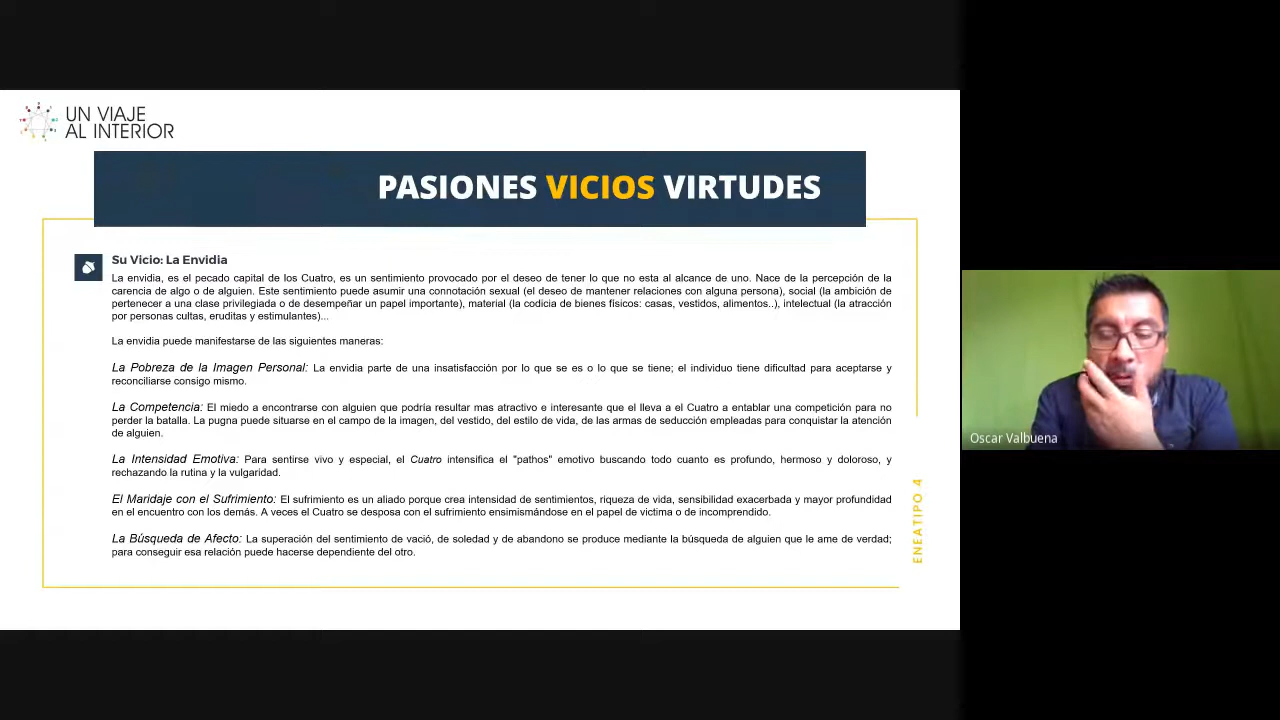 UN VIAJE
AL INTERIOR
PASIONES VICIOS VIRTUDES
Su Vicio: La Envidia
La envidia, es el pecado capital de los Cuatro, es un sentimiento provocado por el deseo de tener lo que no esta al alcance de uno. Nace de la percepción de la
carencia de algo o de alguien. Este sentimiento puede asumir una connotación sexual (el deseo de mantener relaciones con alguna persona), social (la ambición de
pertenecer a una clase privilegiada o de desempeñar un papel importante), material (la codicia de bienes físicos: casas, vestidos, alimentos..), intelectual (la atracción
por personas cultas, eruditas y estimulantes)...
La envidia puede manifestarse de las siguientes maneras:
La Pobreza de la Imagen Personal: La envidia parte de una insatisfacción por lo que se es o lo que se tiene; el individuo tiene dificultad para aceptarse y
reconciliarse consigo mismo.
La Competencia: El miedo a encontrarse con alguien que podría resultar mas atractivo e interesante que el lleva a el Cuatro a entablar una competición para no
perder la batalla. La pugna puede situarse en el campo de la imagen, del vestido, del estilo de vida, de las armas de seducción empleadas para conquistar la atención
de alguien.
La Intensidad Emotiva: Para sentirse vivo y especial, el Cuatro intensifica el "pathos" emotivo buscando todo cuanto es profundo, hermoso y doloroso, y
rechazando la rutina y la vulgaridad.
El Maridaje con el Sufrimiento: El sufrimiento es un aliado porque crea intensidad de sentimientos, riqueza de vida, sensibilidad exacerbada y mayor profundidad
en el encuentro con los demás. A veces el Cuatro se desposa con el sufrimiento ensimismándose en el papel de victima o de incomprendido.
La Búsqueda de Afecto: La superación del sentimiento de vació, de soledad y de abandono se produce mediante la búsqueda de alguien que le ame de verdad;
para conseguir esa relación puede hacerse dependiente del otro.
ENEATIPO 4
Oscar Valbuena